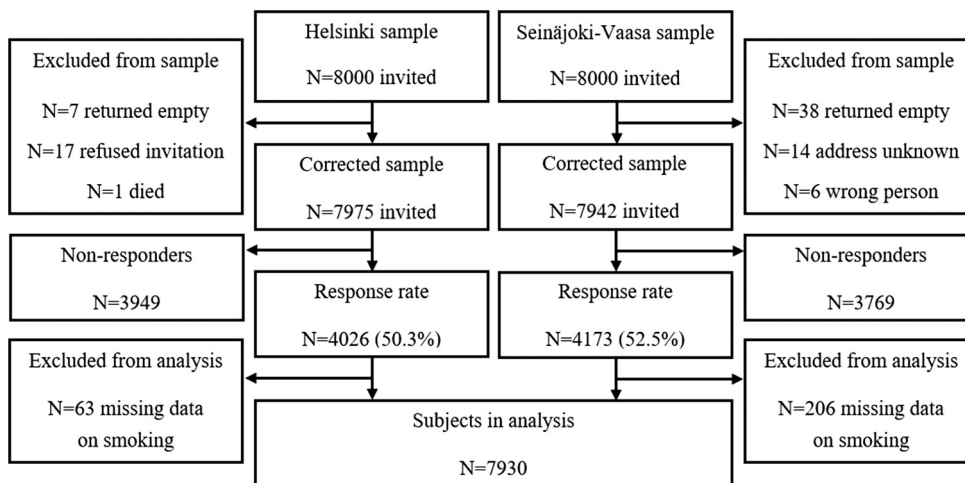 Helsinki sample
N=8000 invited
Seinäjoki-Vaasa sample
N=8000 invited
Excluded from sample
N=7 returned empty
N=17 refused invitation
N=1 died
Excluded from sample
N=38 returned empty
N=14 address unknown
N=6 wrong person
Corrected sample
N=7975 invited
Corrected sample
N=7942 invited
Non-responders
N=3949
Non-responders
N=3769
Response rate
N=4026 (50.3%)
Response rate
N=4173 (52.5%)
Excluded from analysis
N=63 missing data
on smoking
Excluded from analysis
N=206 missing data
on smoking
Subjects in analysis
N=7930